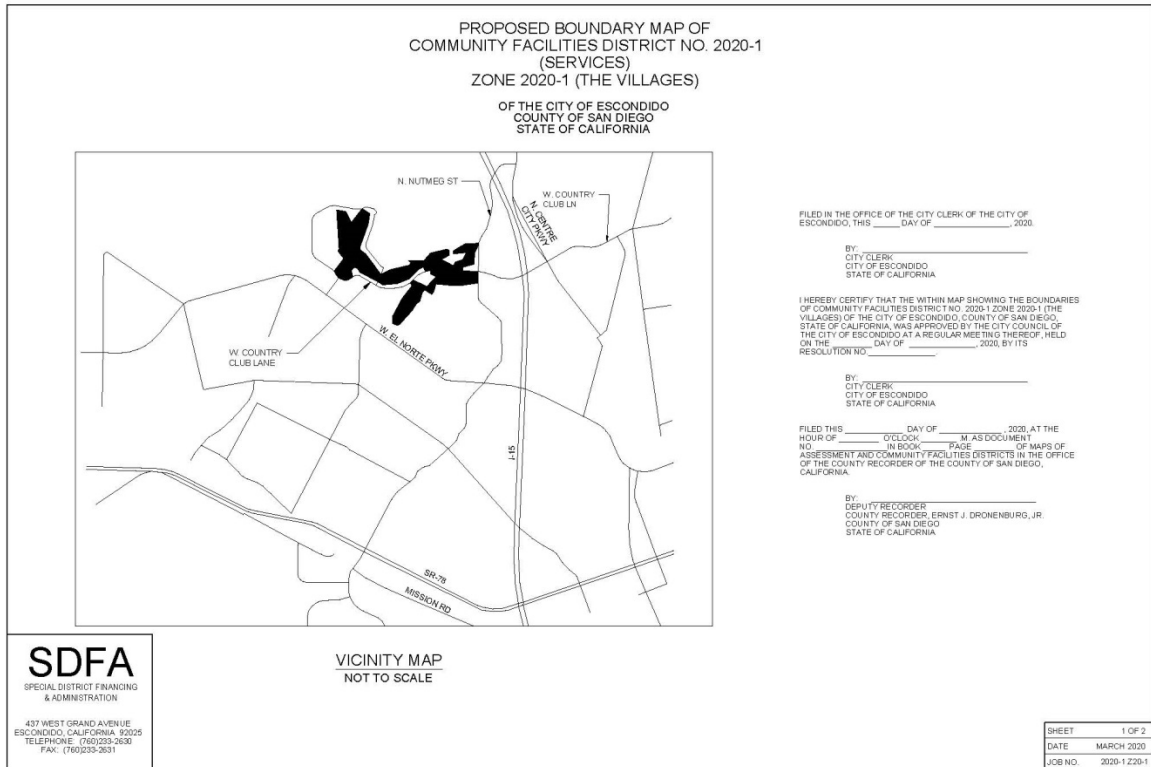 PROPOSED BOUNDARY MAP OF
COMMUNITY FACILITIES DISTRICT NO. 2020-1
(SERVICES)
ZONE 2020-1 (THE VILLAGES)
OF THE CITY OF ESCONDIDO
COUNTY OF SAN DIEGO
STATE OF CALIFORNIA
N. NUTMEG ST
W. COUNTRY
CLUB LN
N. CENTRE
CITY PKWY
W. COUNTRY
CLUB LANE
W. EL NORTE PKWY
I-15
SR-78
MISSION RD
VICINITY MAP
NOT TO SCALE
FILED IN THE OFFICE OF THE CITY CLERK OF THE CITY OF
ESCONDIDO, THIS _____ DAY OF ______________, 2020.
BY: ______________________________
CITY CLERK
CITY OF ESCONDIDO
STATE OF CALIFORNIA
I HEREBY CERTIFY THAT THE WITHIN MAP SHOWING THE BOUNDARIES
OF COMMUNITY FACILITIES DISTRICT NO. 2020-1 ZONE 2020-1 (THE
VILLAGES) OF THE CITY OF ESCONDIDO, COUNTY OF SAN DIEGO,
STATE OF CALIFORNIA, WAS APPROVED BY THE CITY COUNCIL OF
THE CITY OF ESCONDIDO AT A REGULAR MEETING THEREOF, HELD
ON THE ________ DAY OF ______________, 2020, BY ITS
RESOLUTION NO. ____________.
BY: ______________________________
CITY CLERK
CITY OF ESCONDIDO
STATE OF CALIFORNIA
FILED THIS ___________ DAY OF ____________, 2020, AT THE
HOUR OF ________ O'CLOCK _______.M. AS DOCUMENT
NO. _____________ IN BOOK ____ PAGE _________ OF MAPS OF
ASSESSMENT AND COMMUNITY FACILITIES DISTRICTS IN THE OFFICE
OF THE COUNTY RECORDER OF THE COUNTY OF SAN DIEGO,
CALIFORNIA.
BY: ______________________________
DEPUTY RECORDER
COUNTY RECORDER, ERNST J. DRONENBURG, JR.
COUNTY OF SAN DIEGO
STATE OF CALIFORNIA
SDFA
SPECIAL DISTRICT FINANCING
& ADMINISTRATION
437 WEST GRAND AVENUE
ESCONDIDO, CALIFORNIA 92025
TELEPHONE: (760)233-2630
FAX: (760)233-2631
SHEET 1 OF 2
DATE MARCH 2020
JOB NO. 2020-1 Z20-1